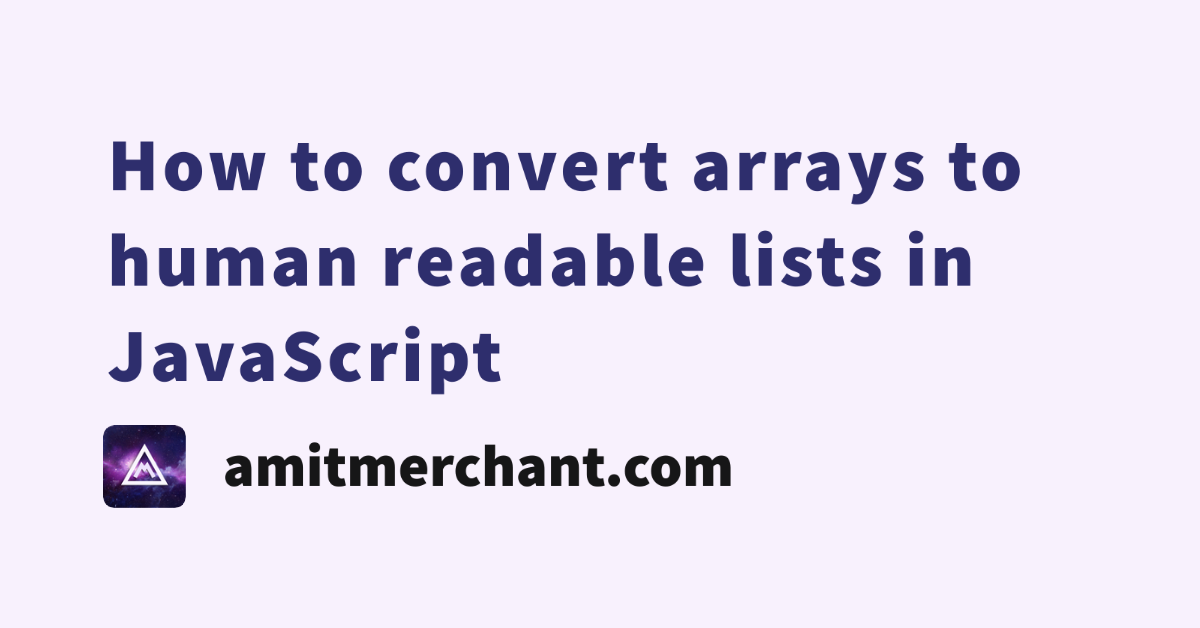 How to convert arrays to
human readable lists in
JavaScript
amitmerchant.com